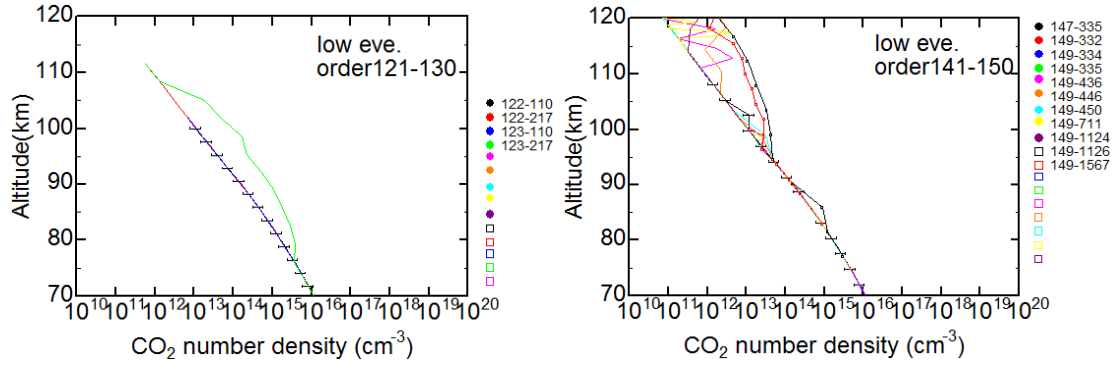 120
110
100
90
80
70
Altitude(km)
low eve.
order121-130
10^10 10^11 10^12 10^13 10^14 10^15 10^16 10^17 10^18 10^19 10^20
CO₂ number density (cm⁻³)
122-110
122-217
123-110
123-217
120
110
100
90
80
70
Altitude(km)
low eve.
order141-150
10^10 10^11 10^12 10^13 10^14 10^15 10^16 10^17 10^18 10^19 10^20
CO₂ number density (cm⁻³)
147-335
149-332
149-334
149-335
149-436
149-446
149-450
149-711
149-1124
149-1126
149-1567